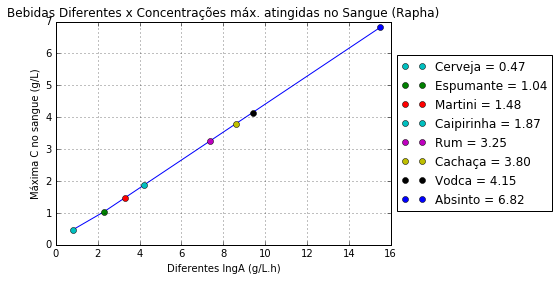 Bebidas Diferentes x Concentrações máx. atingidas no Sangue (Rapha)
7
6
5
4
3
2
1
0
Máxima C no sangue (g/L)
0 2 4 6 8 10 12 14 16
Diferentes IngA (g/L.h)
Cerveja = 0.47
Espumante = 1.04
Martini = 1.48
Caipirinha = 1.87
Rum = 3.25
Cachaça = 3.80
Vodca = 4.15
Absinto = 6.82